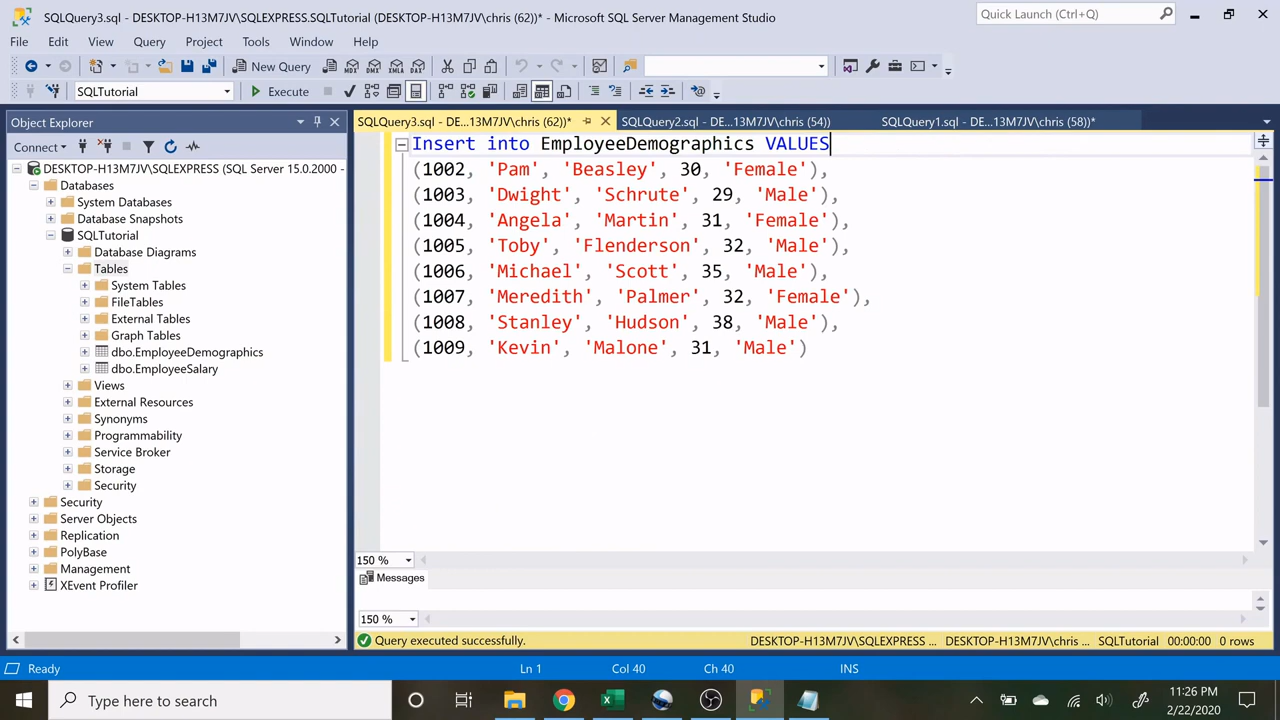 SQLQuery3.sql - DESKTOP-H13M7JV\SQLEXPRESS.SQLTutorial (DESKTOP-H13M7JV\chris (62))* - Microsoft SQL Server Management Studio
Quick Launch (Ctrl+Q)
File Edit View Query Project Tools Window Help
New Query MDX DMX XMLA DAX
SQLTutorial Execute
Object Explorer
SQLQuery3.sql - DE...13M7JV\chris (62))* SQLQuery2.sql - DE...13M7JV\chris (54)) SQLQuery1.sql - DE...13M7JV\chris (58))*
Connect
DESKTOP-H13M7JV\SQLEXPRESS (SQL Server 15.0.2000
Databases
System Databases
Database Snapshots
SQLTutorial
Database Diagrams
Tables
System Tables
FileTables
External Tables
Graph Tables
dbo.EmployeeDemographics
dbo.EmployeeSalary
Views
External Resources
Synonyms
Programmability
Service Broker
Storage
Security
Security
Server Objects
Replication
PolyBase
Management
XEvent Profiler
Insert into EmployeeDemographics VALUES
(1002, 'Pam', 'Beasley', 30, 'Female'),
(1003, 'Dwight', 'Schrute', 29, 'Male'),
(1004, 'Angela', 'Martin', 31, 'Female'),
(1005, 'Toby', 'Flenderson', 32, 'Male'),
(1006, 'Michael', 'Scott', 35, 'Male'),
(1007, 'Meredith', 'Palmer', 32, 'Female'),
(1008, 'Stanley', 'Hudson', 38, 'Male'),
(1009, 'Kevin', 'Malone', 31, 'Male')
150 %
Messages
150 %
Query executed successfully. DESKTOP-H13M7JV\SQLEXPRESS ... DESKTOP-H13M7JV\chris ... SQLTutorial 00:00:00 0 rows
Ready Ln 1 Col 40 Ch 40 INS
Type here to search
11:26 PM
2/22/2020